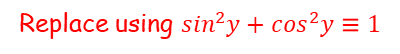 Replace using sin²y + cos²y ≡ 1